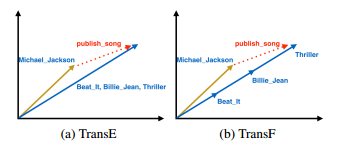 publish_song
Michael_Jackson
Beat_It, Billie_Jean, Thriller
(a) TransE
publish_song
Thriller
Michael_Jackson
Billie_Jean
Beat_It
(b) TransF